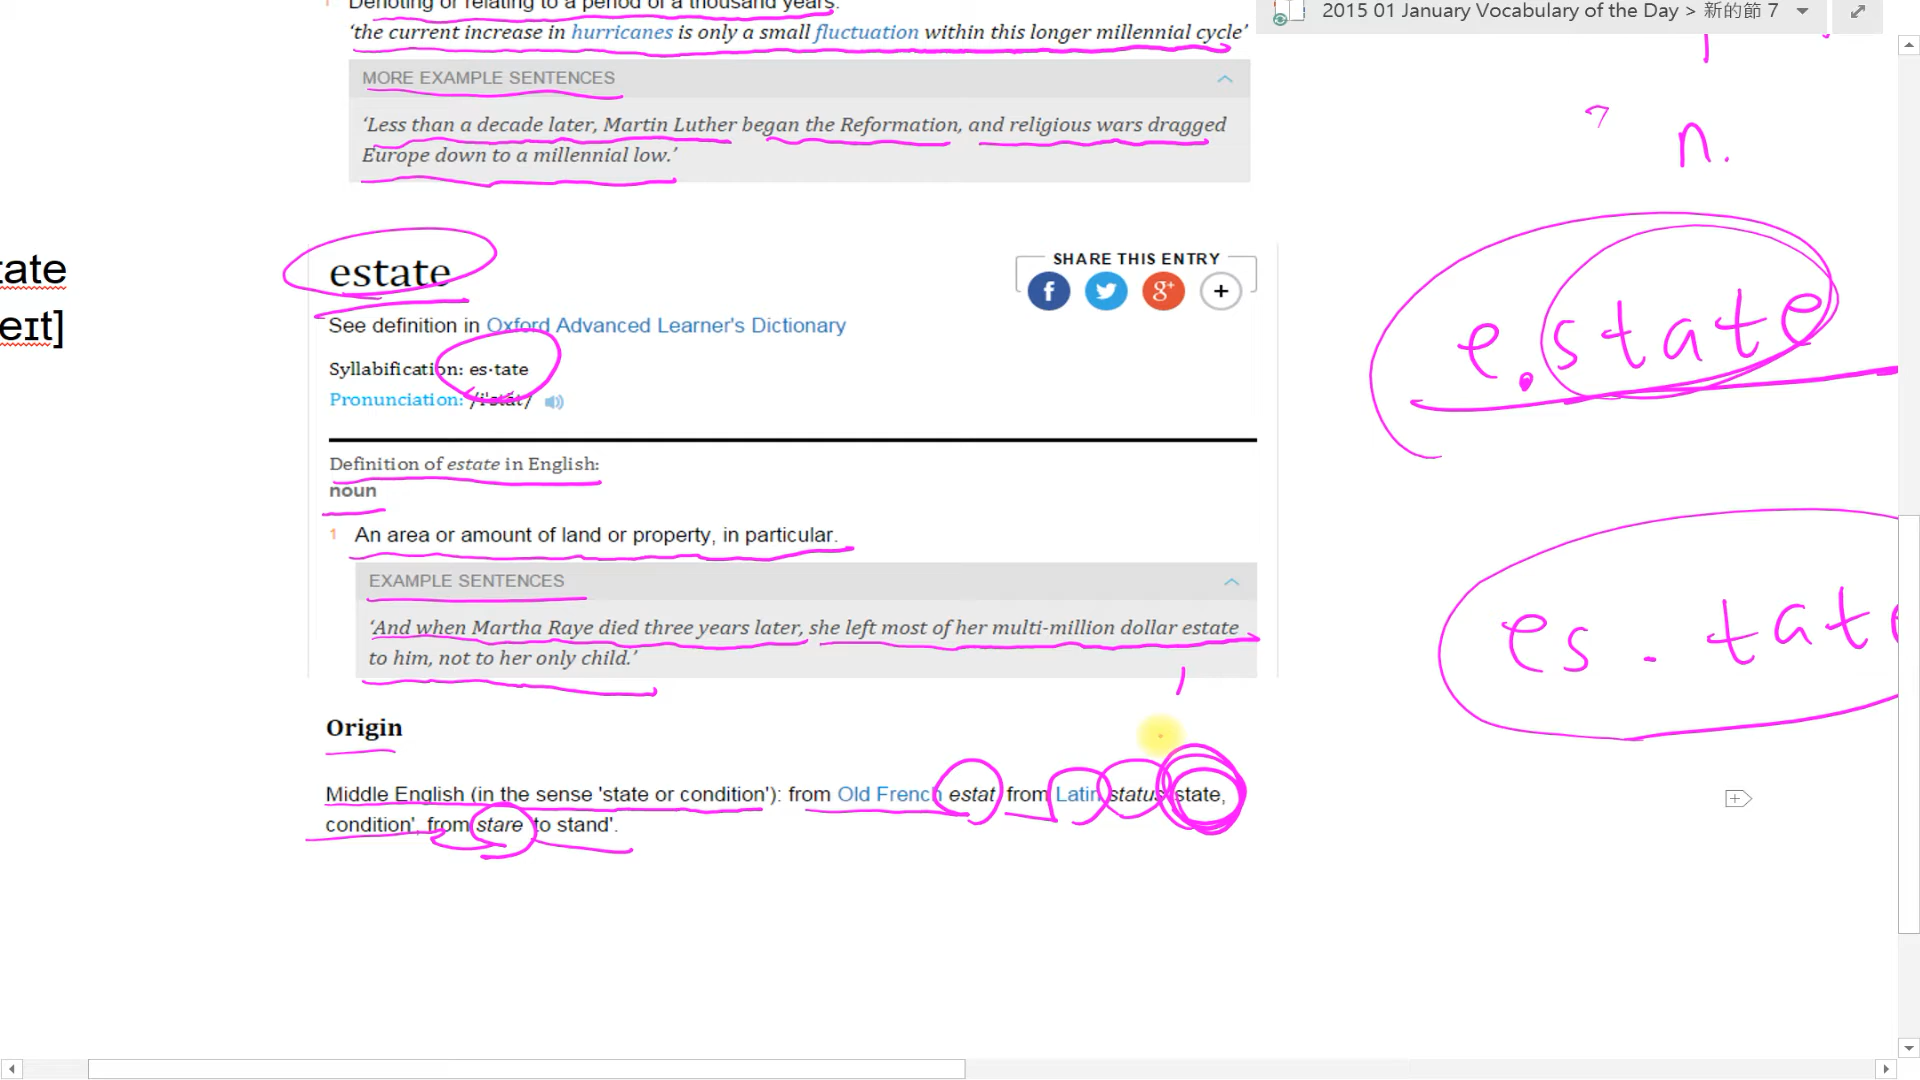 Denoting or relating to a period of a thousand years.
2015 01 January Vocabulary of the Day > 新的節 7
‘the current increase in hurricanes is only a small fluctuation within this longer millennial cycle’
MORE EXAMPLE SENTENCES
‘Less than a decade later, Martin Luther began the Reformation, and religious wars dragged
Europe down to a millennial low.’
n.
tate
eɪt]
estate
SHARE THIS ENTRY
See definition in Oxford Advanced Learner's Dictionary
Syllabification: es·tate
Pronunciation: /iˈstāt/
e.state
Definition of estate in English:
noun
1 An area or amount of land or property, in particular.
EXAMPLE SENTENCES
‘And when Martha Raye died three years later, she left most of her multi-million dollar estate
to him, not to her only child.’
es . tate
Origin
Middle English (in the sense 'state or condition'): from Old French estat from Latin status 'state,
condition', from stare 'to stand'.